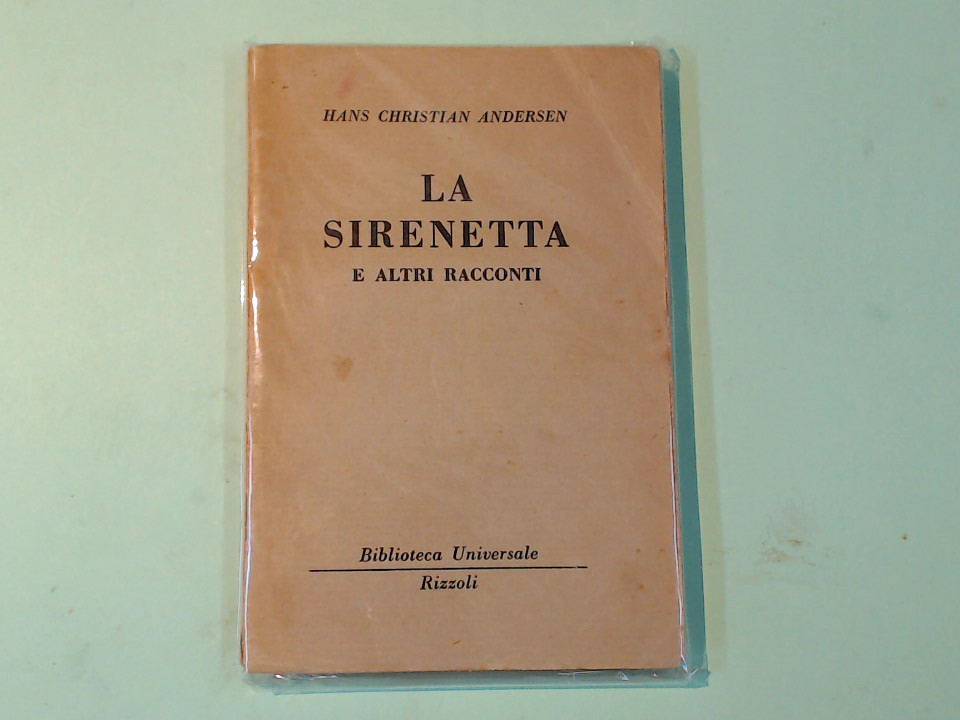 HANS CHRISTIAN ANDERSEN
LA
SIRENETTA
E ALTRI RACCONTI
Biblioteca Universale
Rizzoli